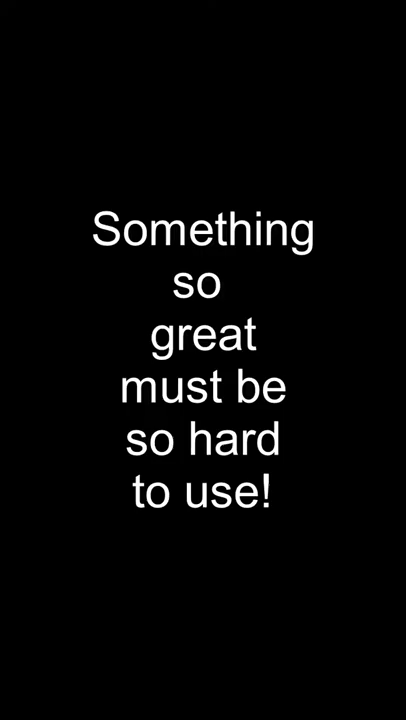 Something
so
great
must be
so hard
to use!